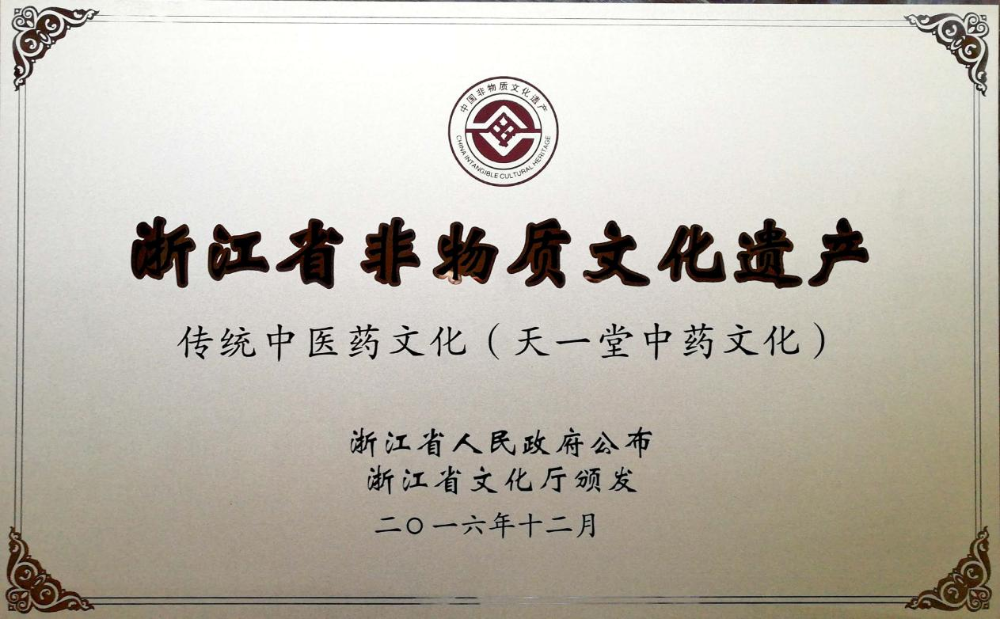 中国非物质文化遗产
CHINA INTANGIBLE CULTURAL HERITAGE
浙江省非物质文化遗产
传统中医药文化（天一堂中药文化）
浙江省人民政府公布
浙江省文化厅颁发
二〇一六年十二月